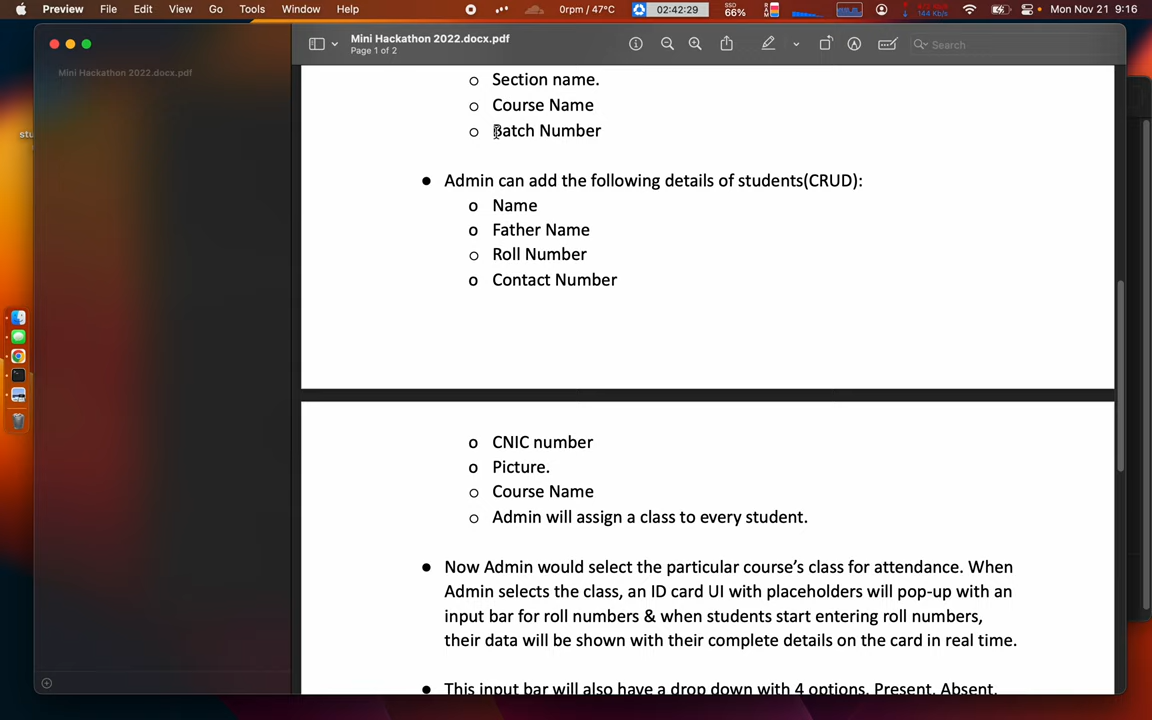 Preview File Edit View Go Tools Window Help 0rpm / 47°C 02:42:29 SSD 66% 144 Kb/s Mon Nov 21 9:16
Mini Hackathon 2022.docx.pdf
Page 1 of 2
Search
Mini Hackathon 2022.docx.pdf
stu
o Section name.
o Course Name
o Batch Number
● Admin can add the following details of students(CRUD):
o Name
o Father Name
o Roll Number
o Contact Number
o CNIC number
o Picture.
o Course Name
o Admin will assign a class to every student.
● Now Admin would select the particular course's class for attendance. When
Admin selects the class, an ID card UI with placeholders will pop-up with an
input bar for roll numbers & when students start entering roll numbers,
their data will be shown with their complete details on the card in real time.
● This input bar will also have a drop down with 4 options. Present, Absent,